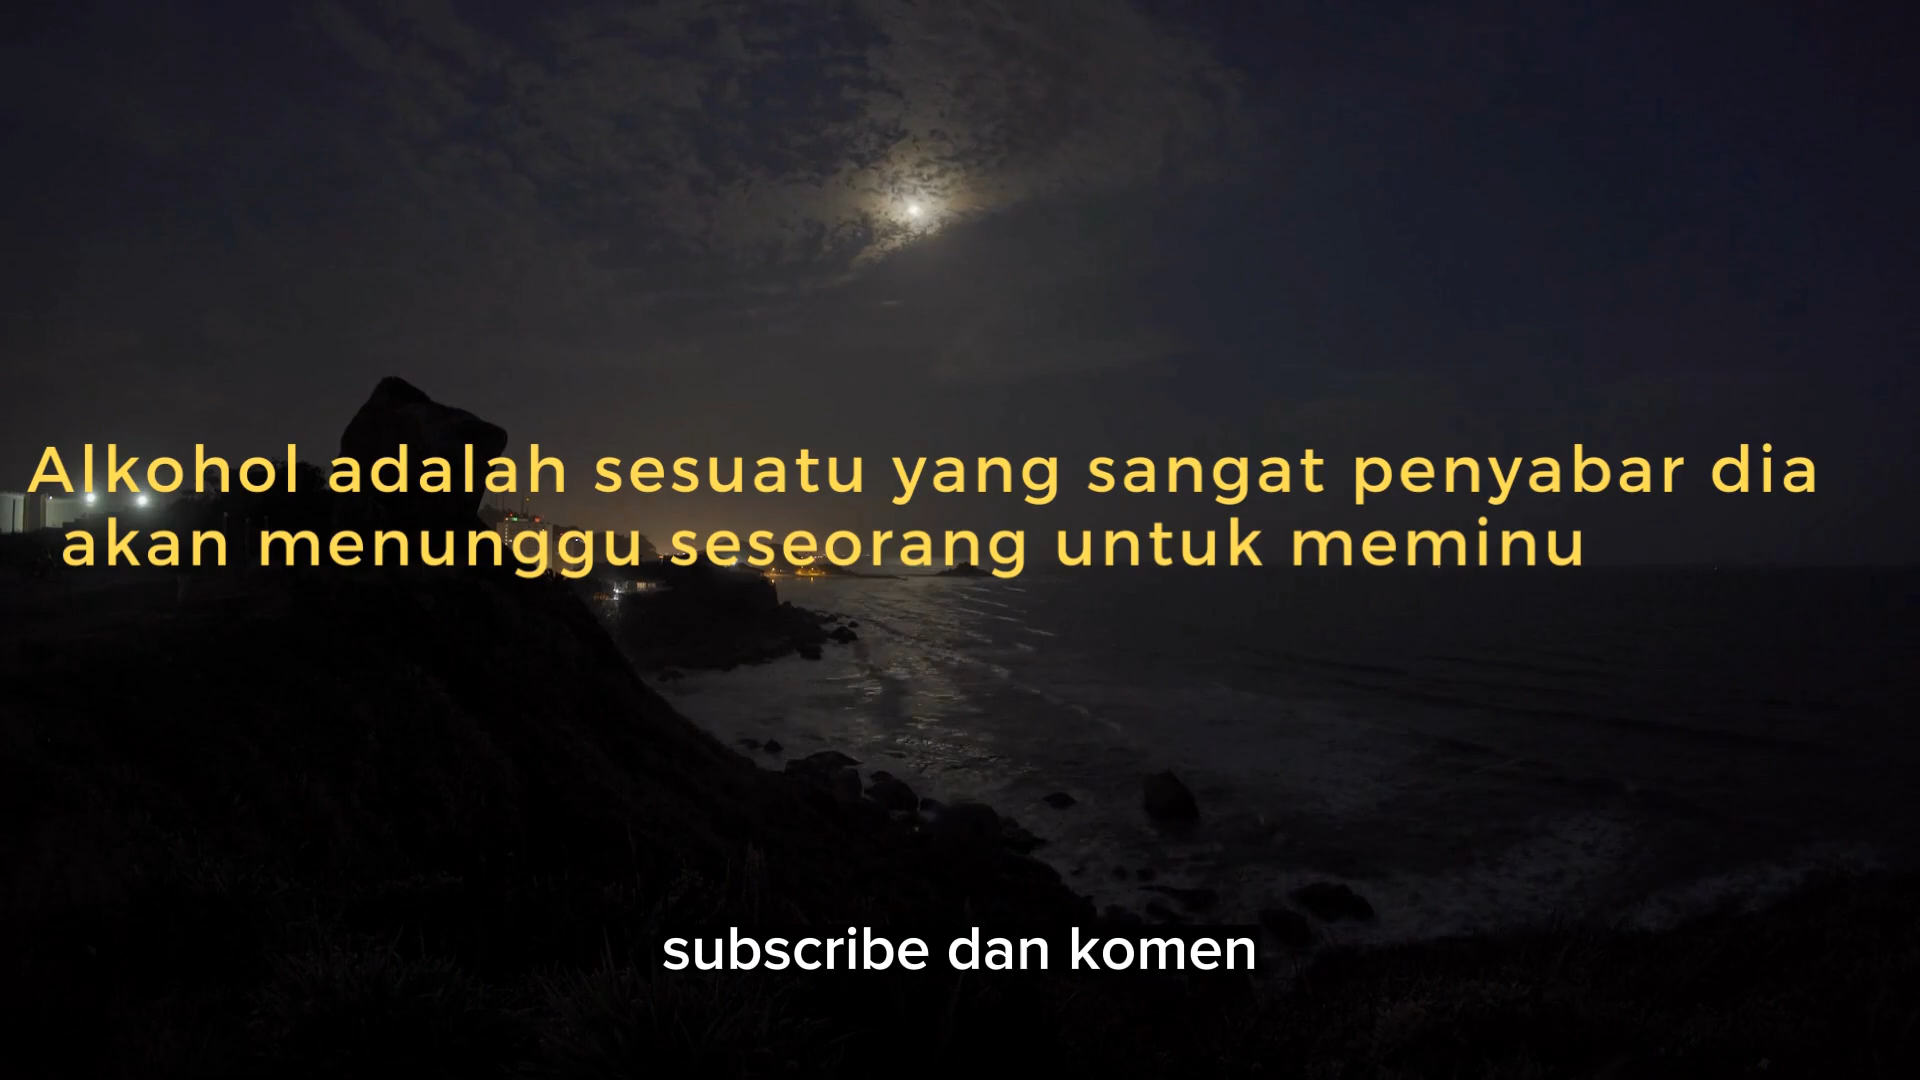 Alkohol adalah sesuatu yang sangat penyabar dia
akan menunggu seseorang untuk meminu
subscribe dan komen